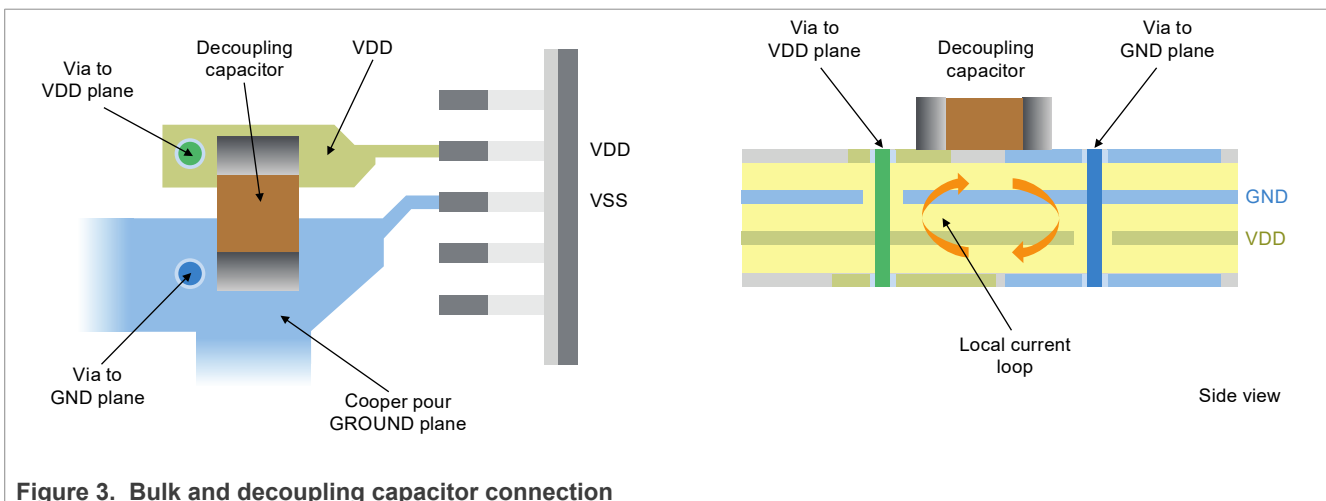 Decoupling
capacitor
VDD
Via to
VDD plane
VDD
VSS
Via to
GND plane
Cooper pour
GROUND plane
Via to
VDD plane
Decoupling
capacitor
Via to
GND plane
GND
VDD
Local current
loop
Side view
Figure 3. Bulk and decoupling capacitor connection